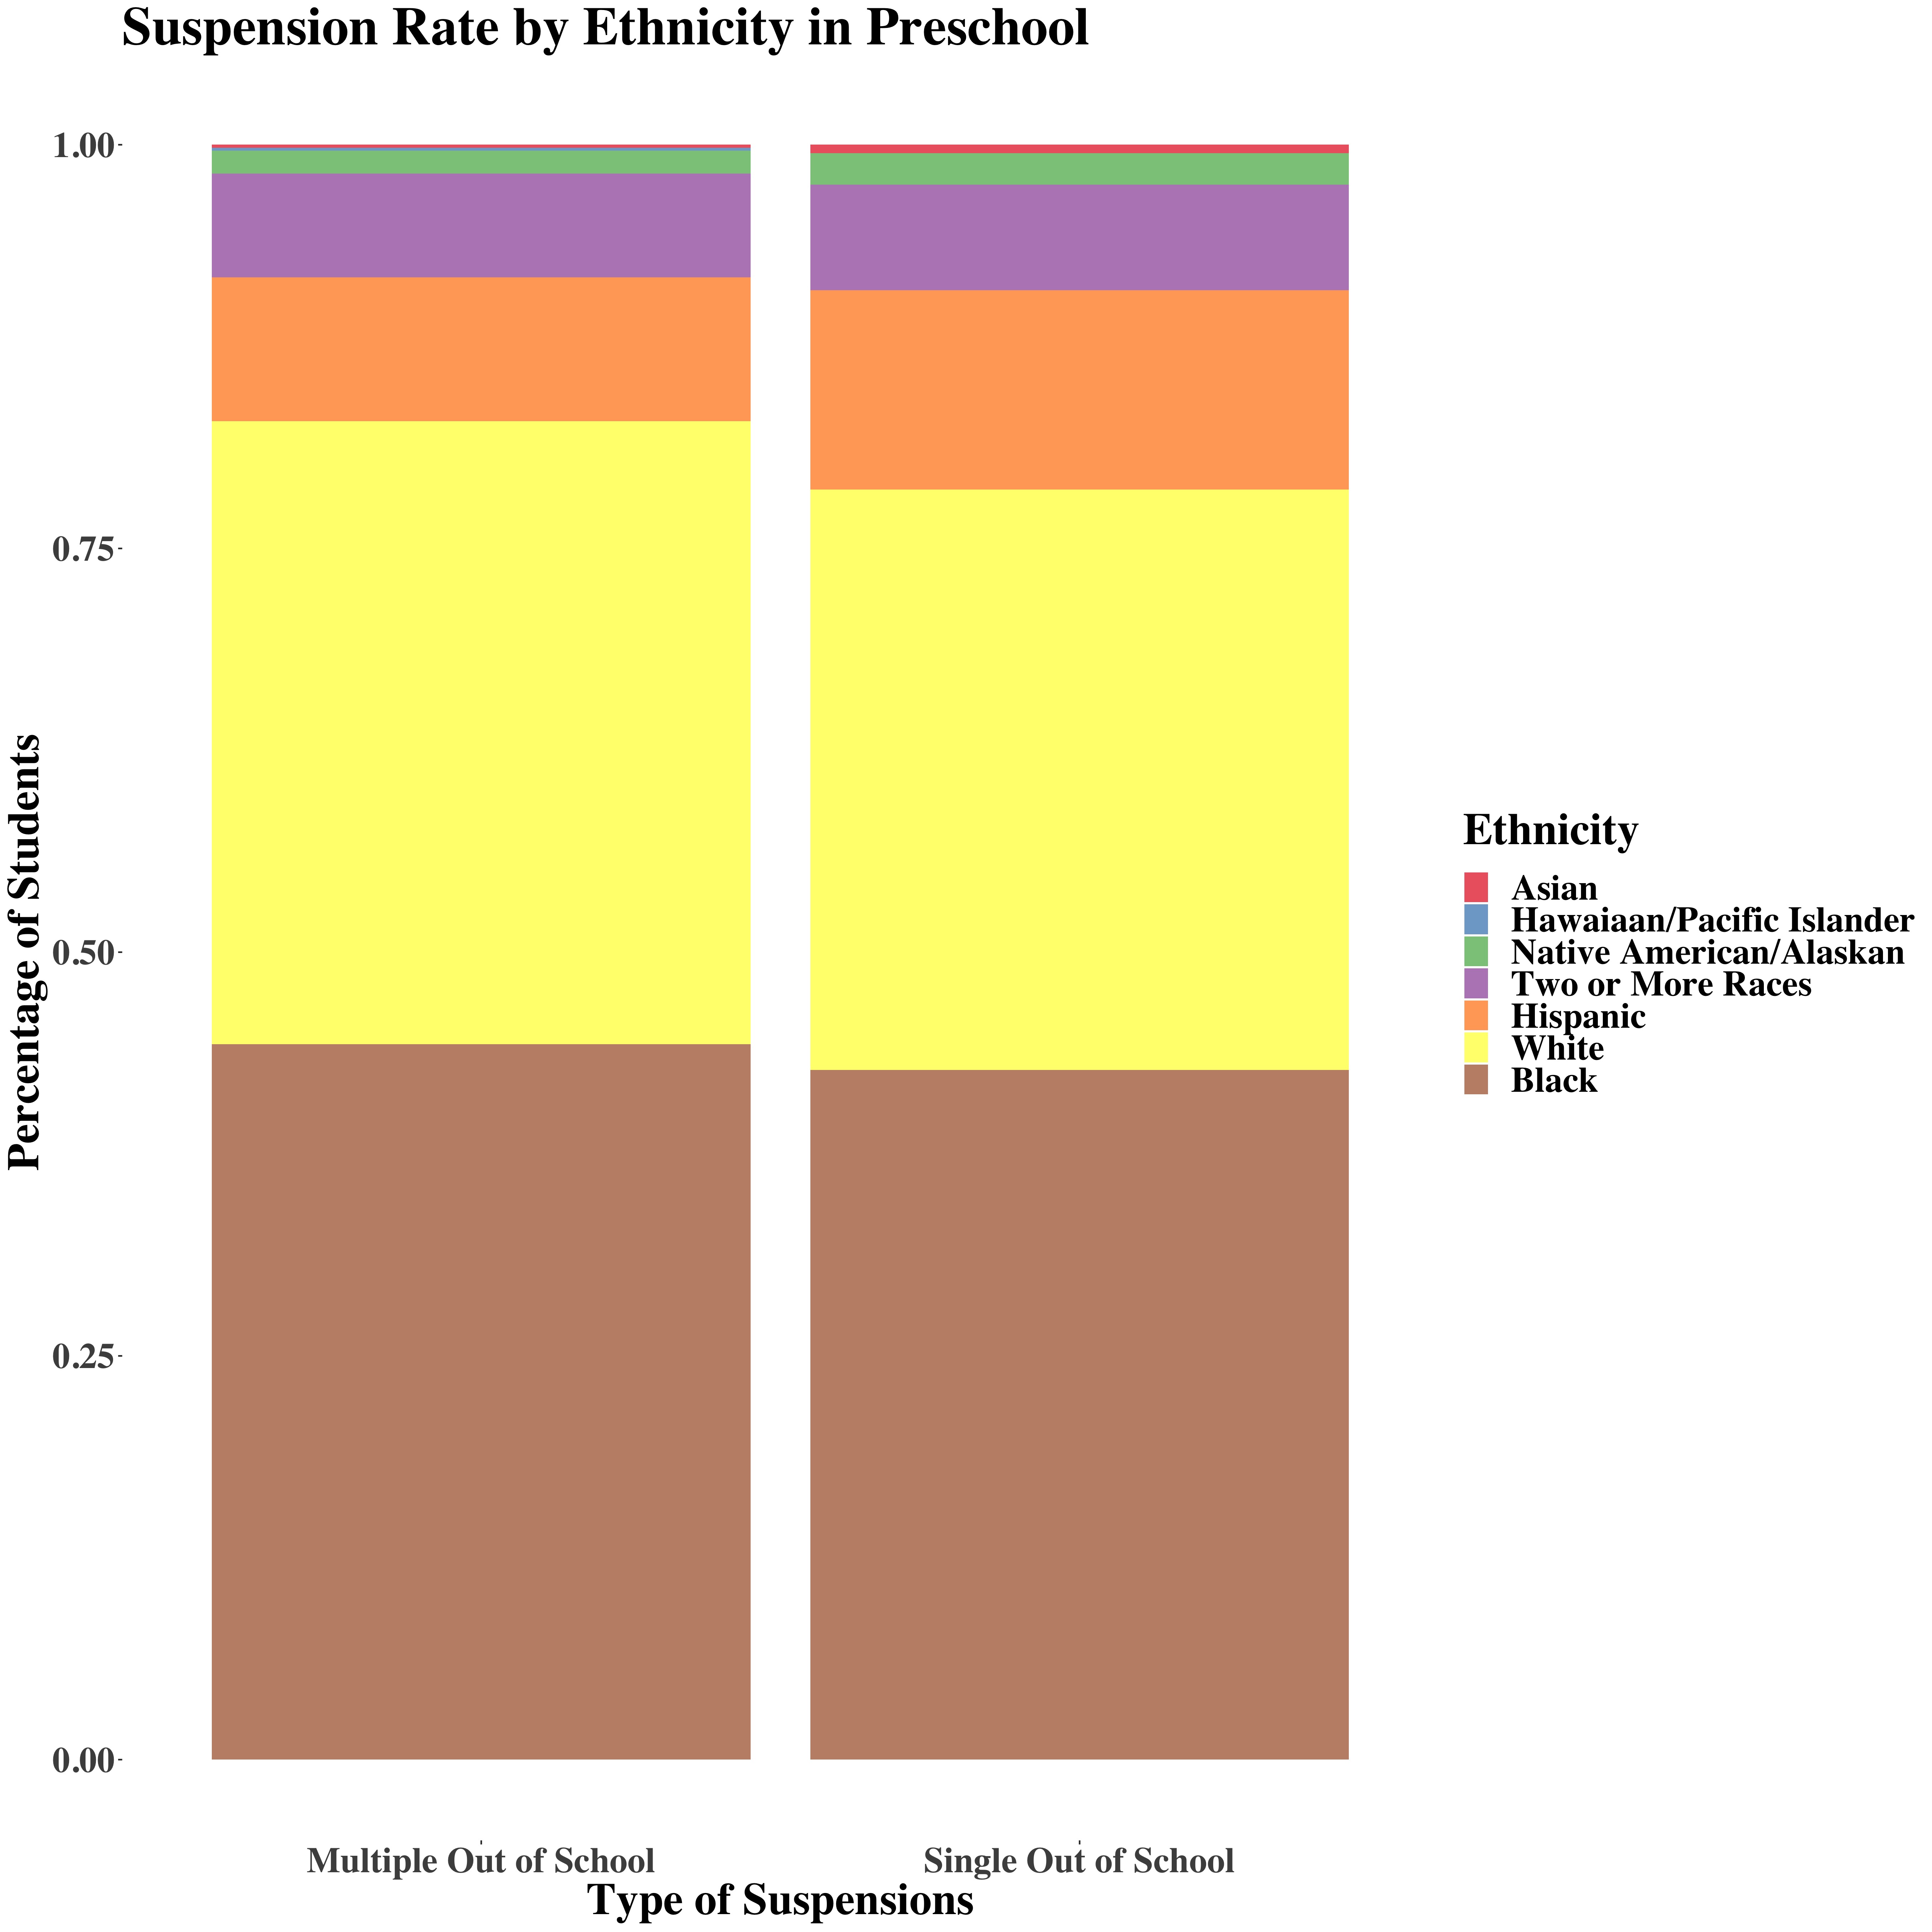 Suspension Rate by Ethnicity in Preschool
1.00
0.75
0.50
0.25
0.00
Percentage of Students
Multiple Out of School
Single Out of School
Type of Suspensions
Ethnicity
Asian
Hawaiaan/Pacific Islander
Native American/Alaskan
Two or More Races
Hispanic
White
Black